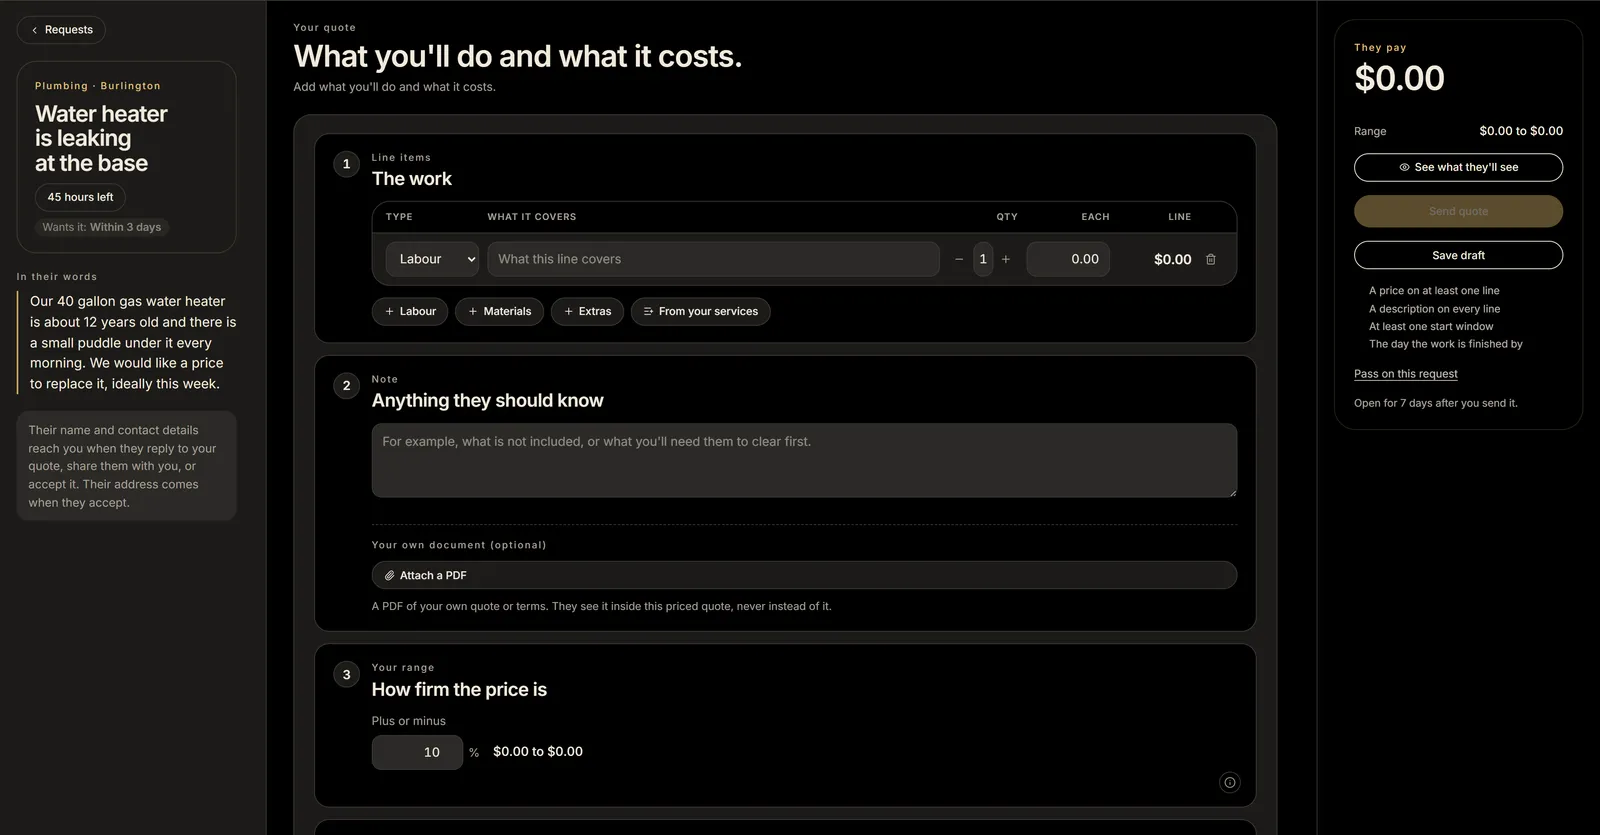 Requests
Plumbing · Burlington
Water heater
is leaking
at the base
45 hours left
Wants it: Within 3 days
In their words
Our 40 gallon gas water heater
is about 12 years old and there is
a small puddle under it every
morning. We would like a price
to replace it, ideally this week.
Their name and contact details
reach you when they reply to your
quote, share them with you, or
accept it. Their address comes
when they accept.
Your quote
What you'll do and what it costs.
Add what you'll do and what it costs.
1
Line items
The work
TYPE WHAT IT COVERS QTY EACH LINE
Labour What this line covers − 1 + 0.00 $0.00
+ Labour + Materials + Extras From your services
2
Note
Anything they should know
For example, what is not included, or what you'll need them to clear first.
Your own document (optional)
Attach a PDF
A PDF of your own quote or terms. They see it inside this priced quote, never instead of it.
3
Your range
How firm the price is
Plus or minus
10 % $0.00 to $0.00
They pay
$0.00
Range $0.00 to $0.00
See what they'll see
Send quote
Save draft
A price on at least one line
A description on every line
At least one start window
The day the work is finished by
Pass on this request
Open for 7 days after you send it.